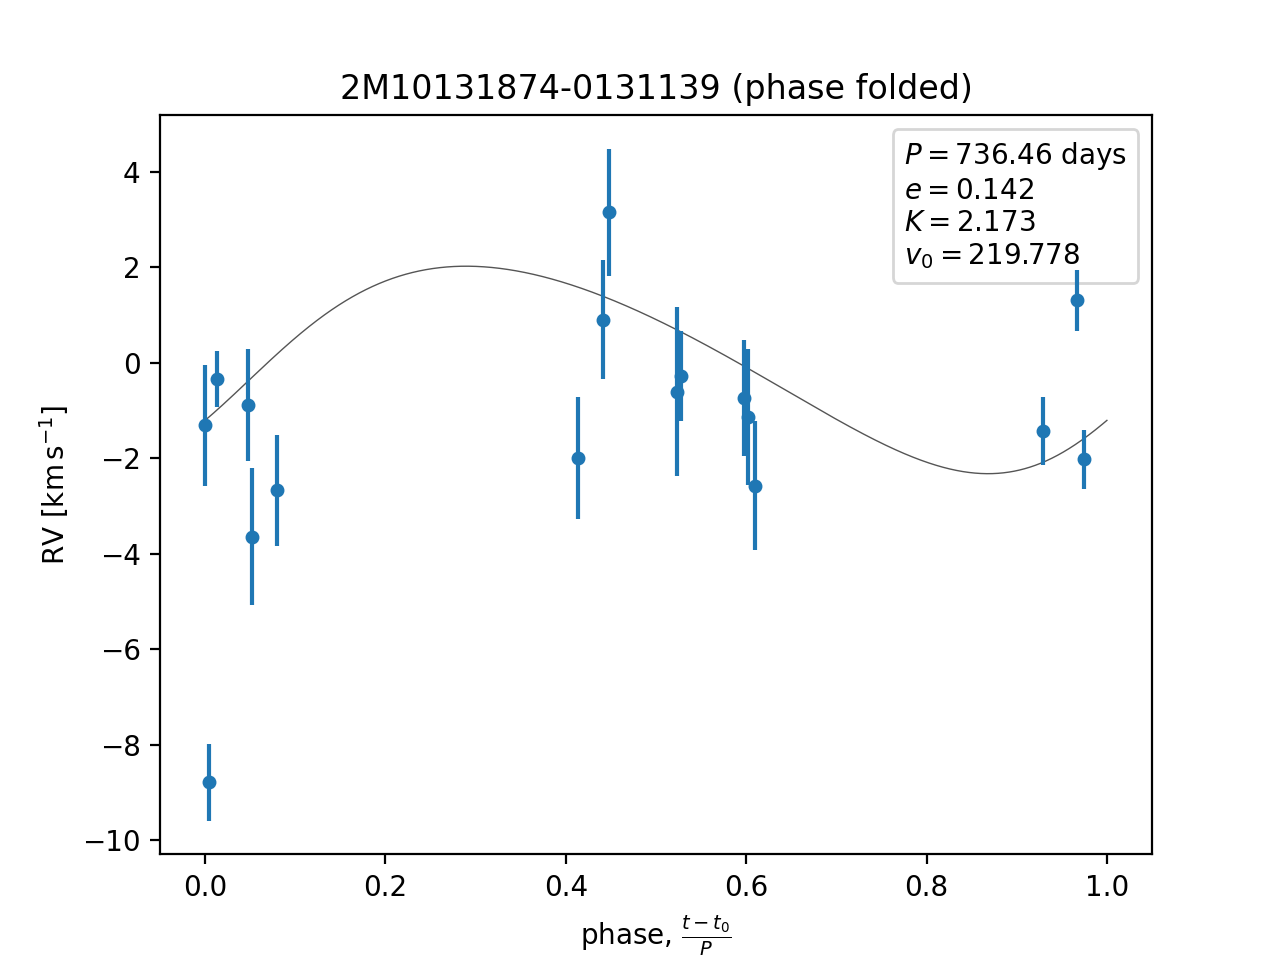 2M10131874-0131139 (phase folded)
P = 736.46 days
e = 0.142
K = 2.173
v₀ = 219.778
4
2
0
−2
−4
−6
−8
−10
RV [km s⁻¹]
0.0 0.2 0.4 0.6 0.8 1.0
phase, (t − t₀)/P